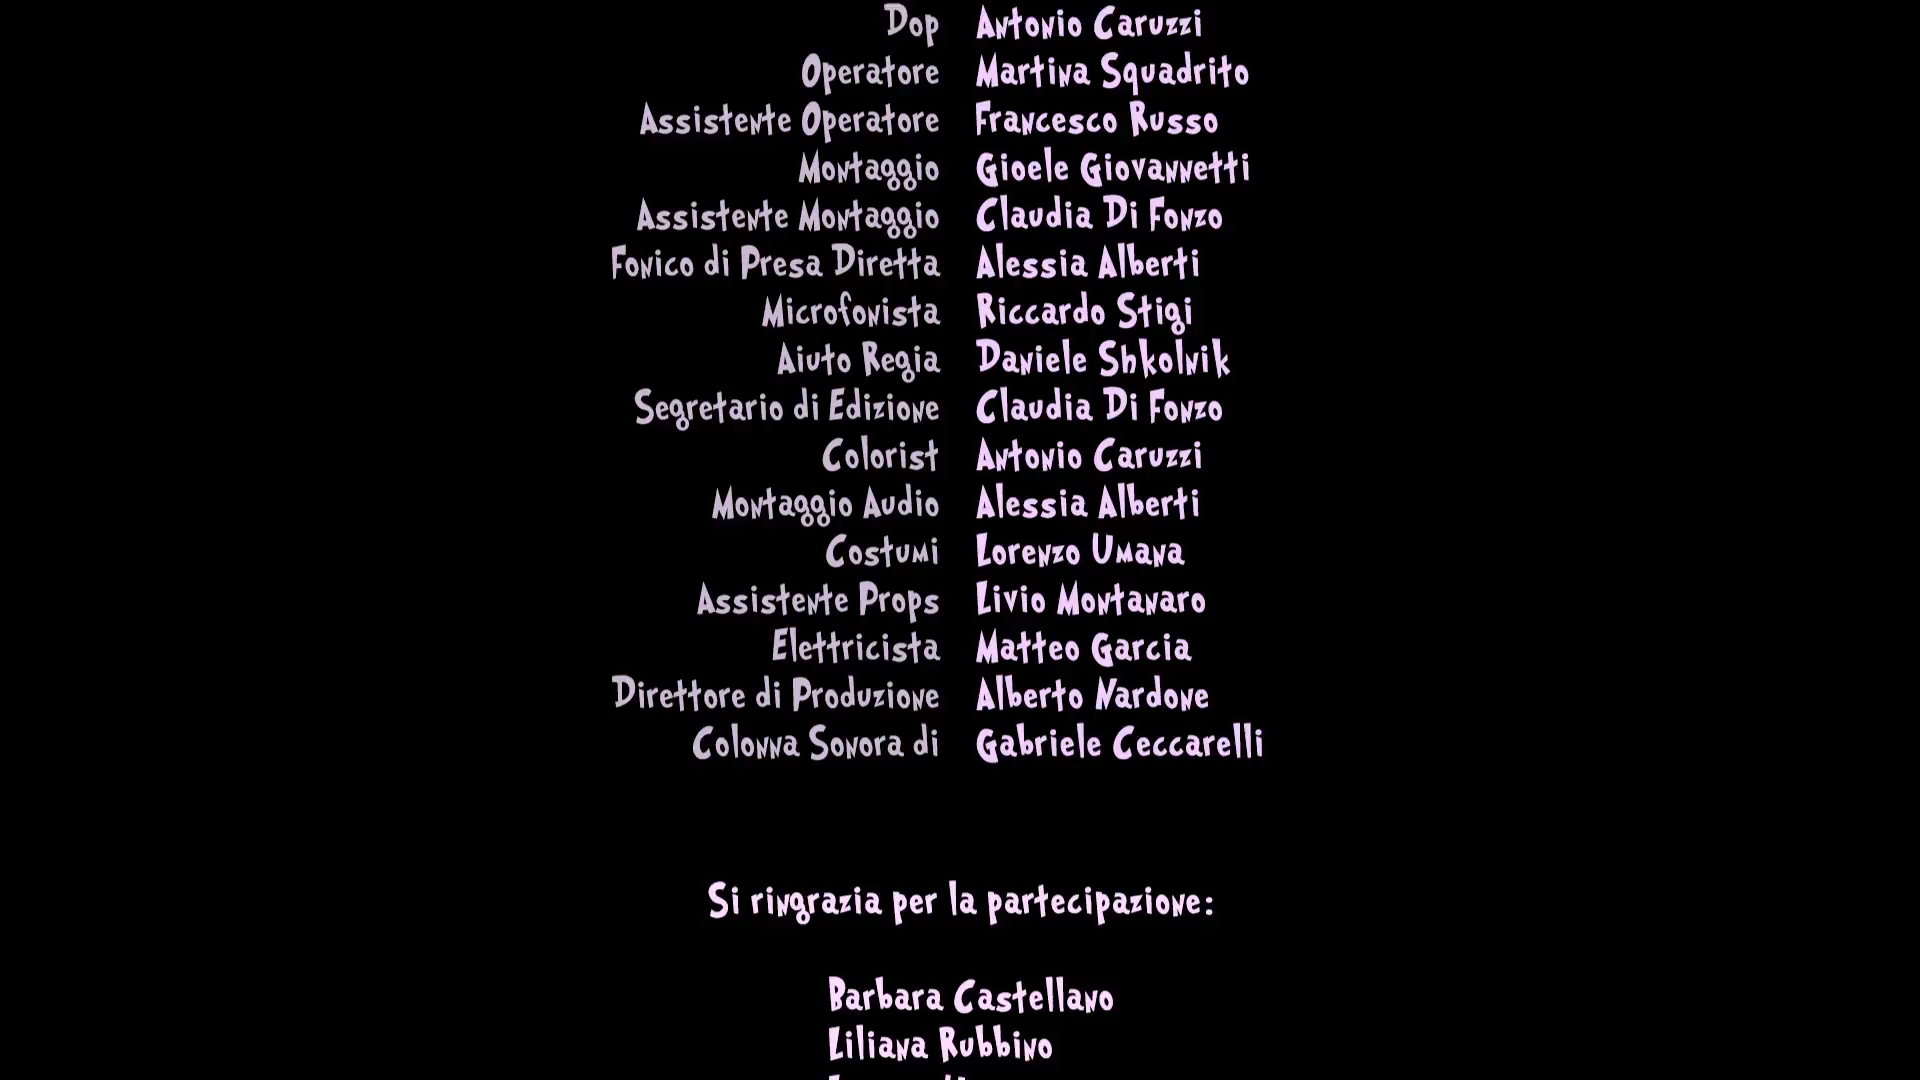 Dop Antonio Caruzzi
Operatore Martina Squadrito
Assistente Operatore Francesco Russo
Montaggio Gioele Giovannetti
Assistente Montaggio Claudia Di Fonzo
Fonico di Presa Diretta Alessia Alberti
Microfonista Riccardo Stigi
Aiuto Regia Daniele Shkolnik
Segretario di Edizione Claudia Di Fonzo
Colorist Antonio Caruzzi
Montaggio Audio Alessia Alberti
Costumi Lorenzo Umana
Assistente Props Livio Montanaro
Elettricista Matteo Garcia
Direttore di Produzione Alberto Nardone
Colonna Sonora di Gabriele Ceccarelli
Si ringrazia per la partecipazione:
Barbara Castellano
Liliana Rubbino